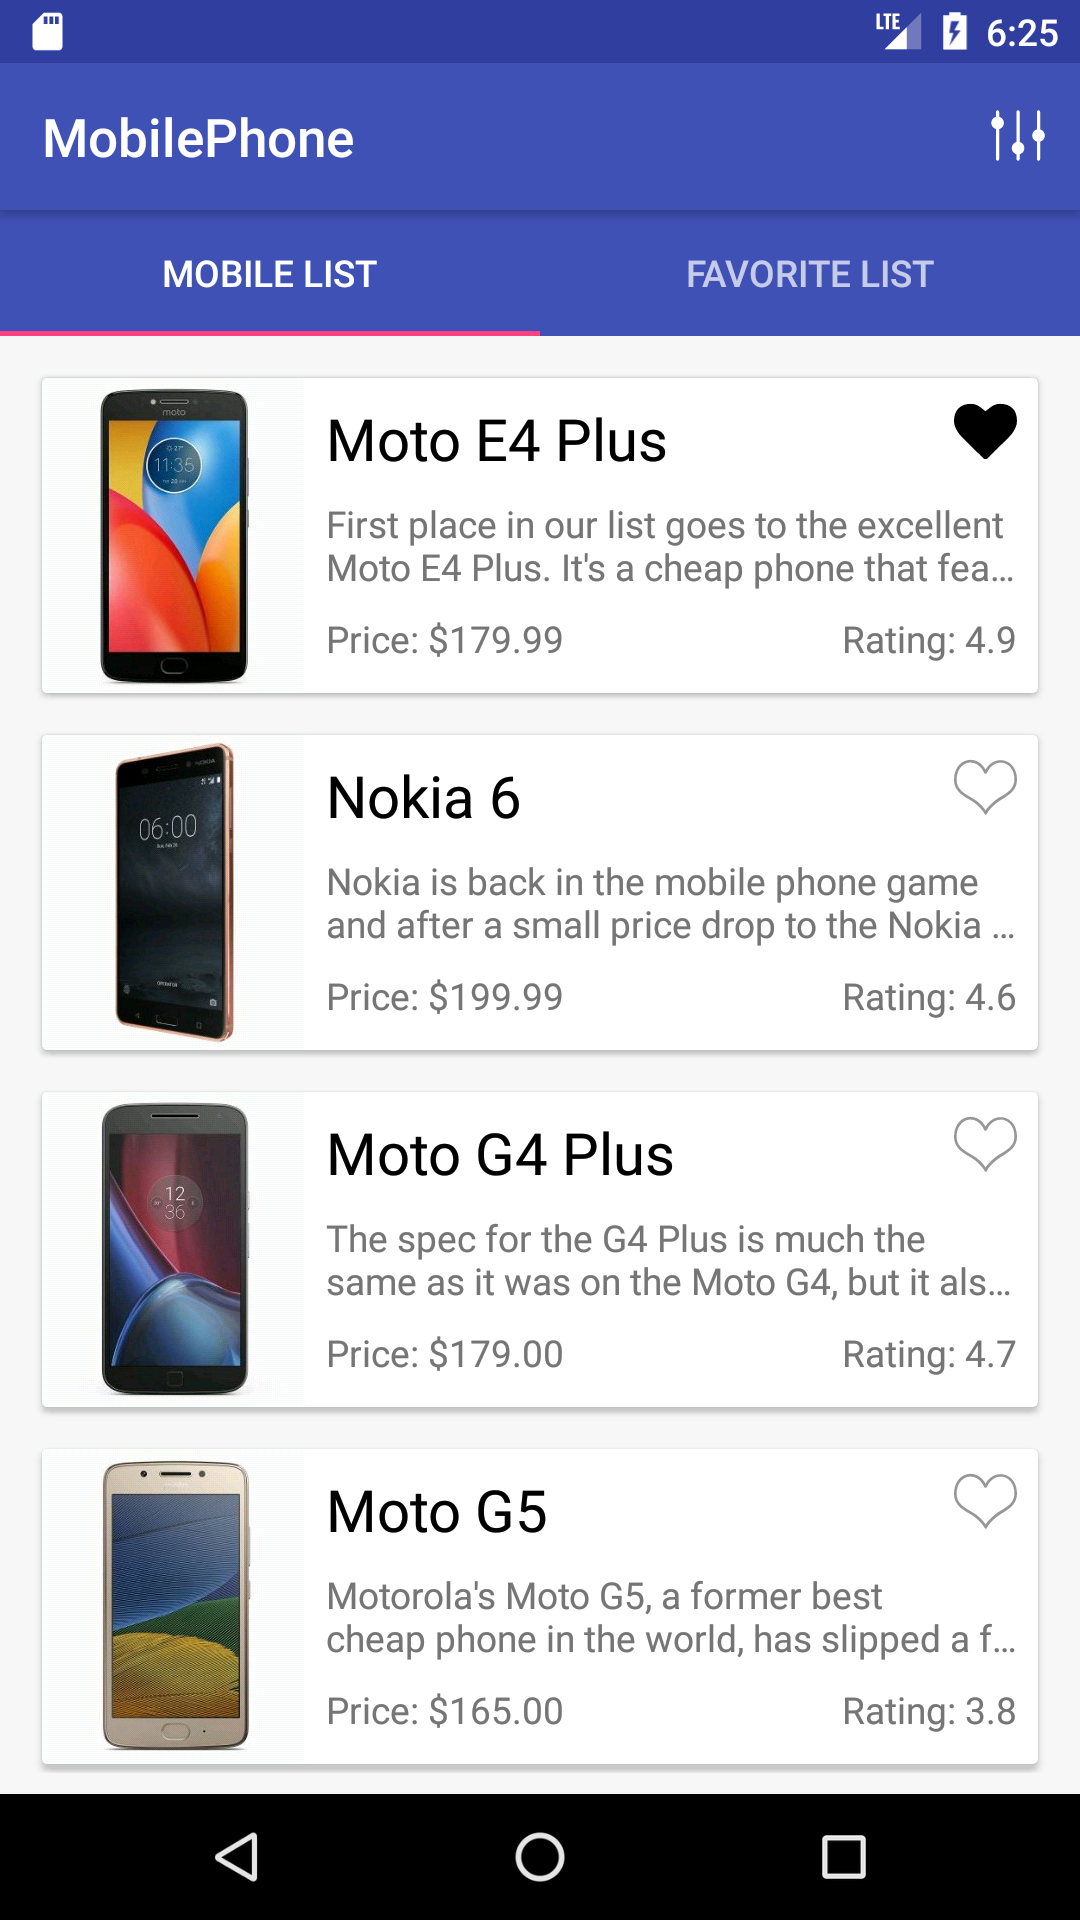 LTE 6:25
MobilePhone
MOBILE LIST FAVORITE LIST
moto
11:35
Moto E4 Plus
First place in our list goes to the excellent
Moto E4 Plus. It's a cheap phone that fea...
Price: $179.99 Rating: 4.9
NOKIA
06:00
Nokia 6
Nokia is back in the mobile phone game
and after a small price drop to the Nokia ...
Price: $199.99 Rating: 4.6
12
36
Moto G4 Plus
The spec for the G4 Plus is much the
same as it was on the Moto G4, but it als...
Price: $179.00 Rating: 4.7
Moto G5
Motorola's Moto G5, a former best
cheap phone in the world, has slipped a f...
Price: $165.00 Rating: 3.8